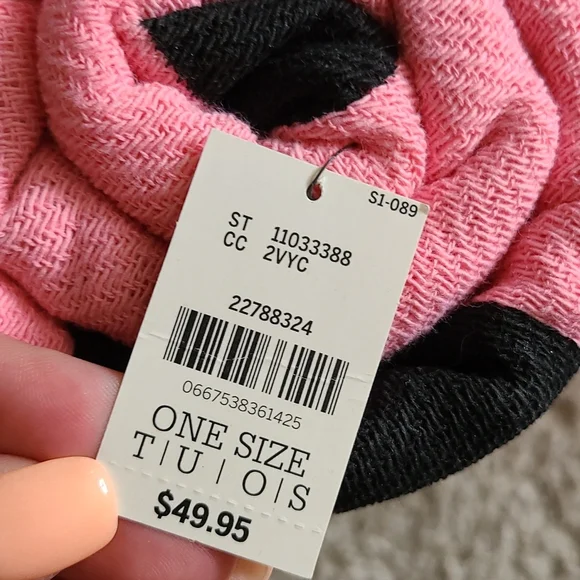 S1-089
ST 11033388
CC 2VYC
22788324
0667538361425
ONE SIZE
T|U|O|S
$49.95